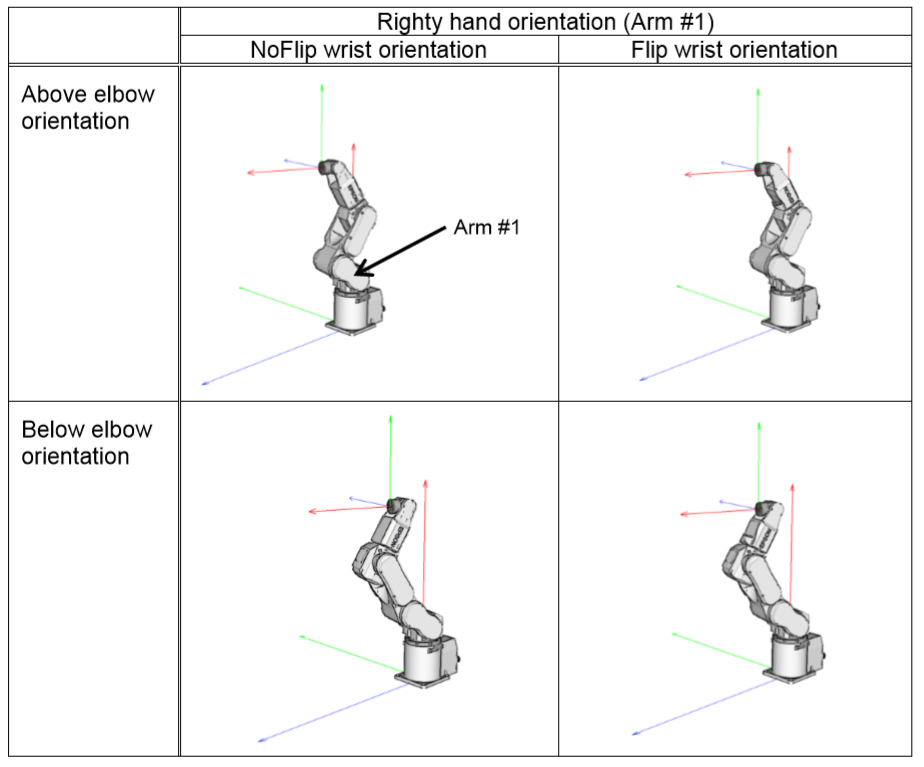 Righty hand orientation (Arm #1)
NoFlip wrist orientation
Flip wrist orientation
Above elbow
orientation
Arm #1
Below elbow
orientation